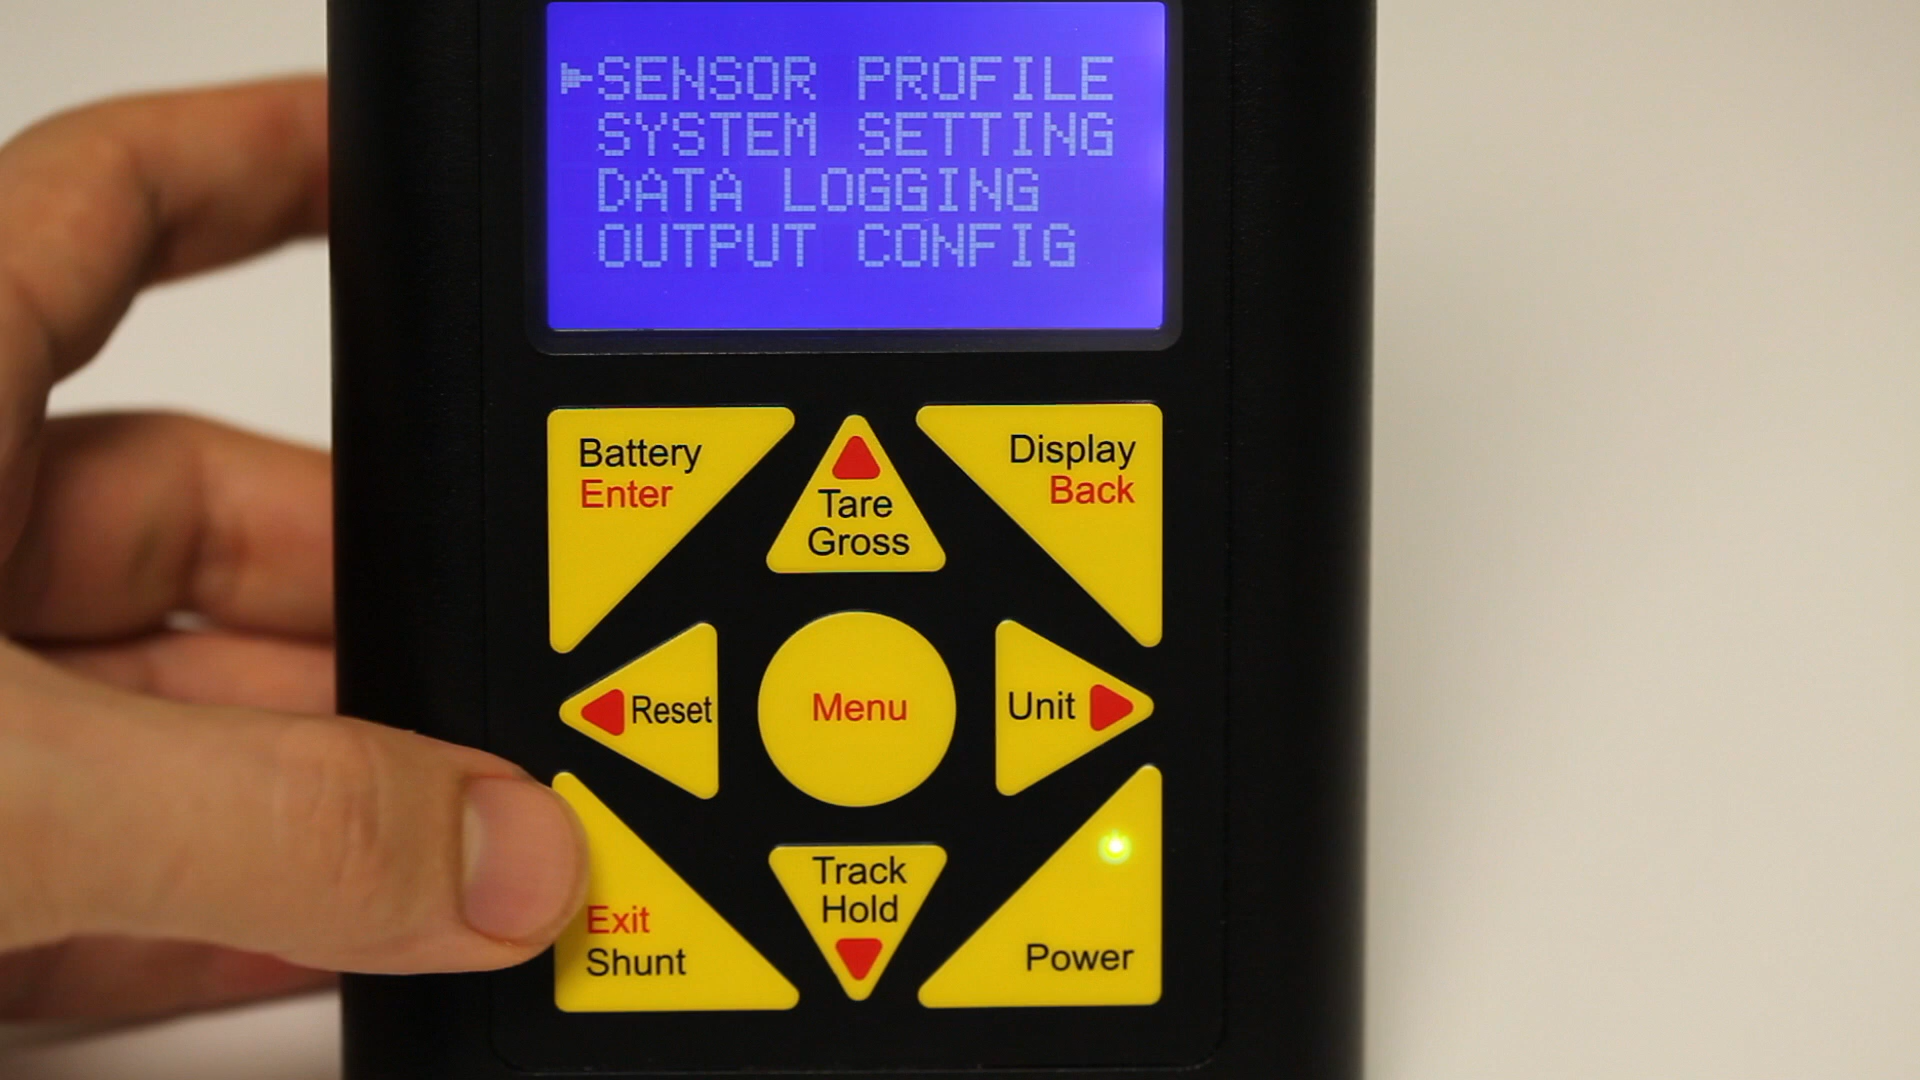 SENSOR PROFILE
SYSTEM SETTING
DATA LOGGING
OUTPUT CONFIG
Battery
Enter
Tare
Gross
Display
Back
Reset
Menu
Unit
Exit
Shunt
Track
Hold
Power